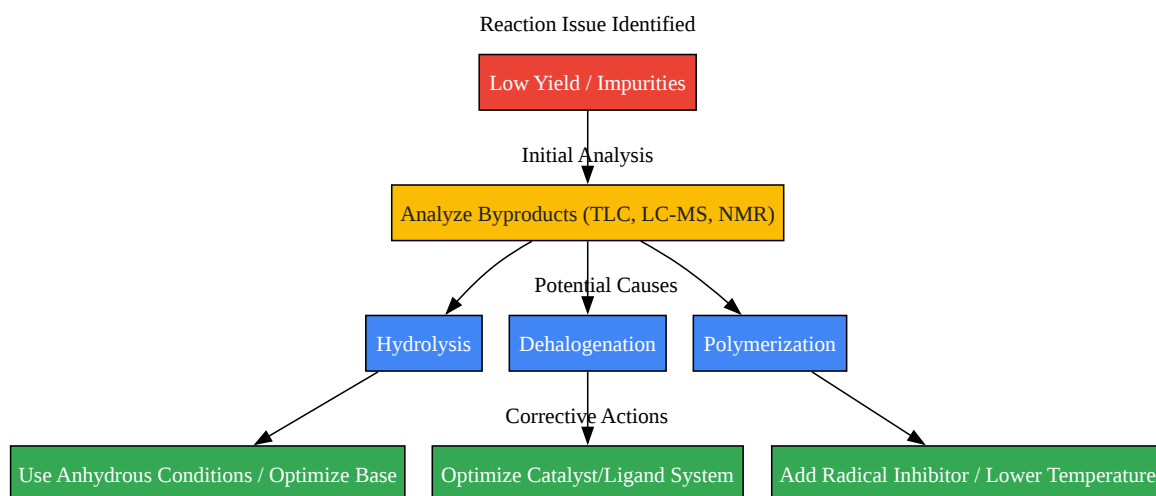 Reaction Issue Identified
Low Yield / Impurities
Initial Analysis
Analyze Byproducts (TLC, LC-MS, NMR)
Potential Causes
Hydrolysis
Dehalogenation
Polymerization
Corrective Actions
Use Anhydrous Conditions / Optimize Base
Optimize Catalyst/Ligand System
Add Radical Inhibitor / Lower Temperature